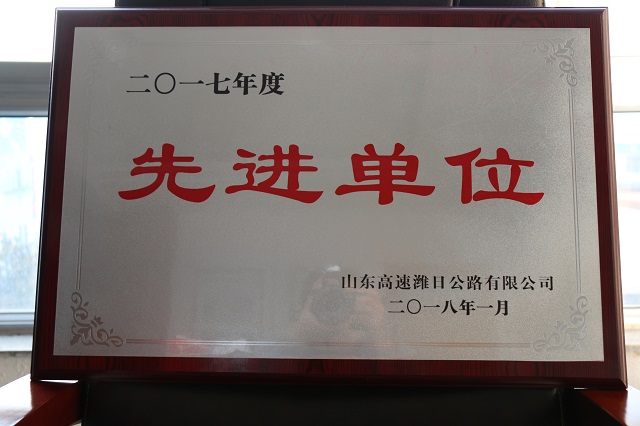 二〇一七年度
先进单位
山东高速潍日公路有限公司
二〇一八年一月